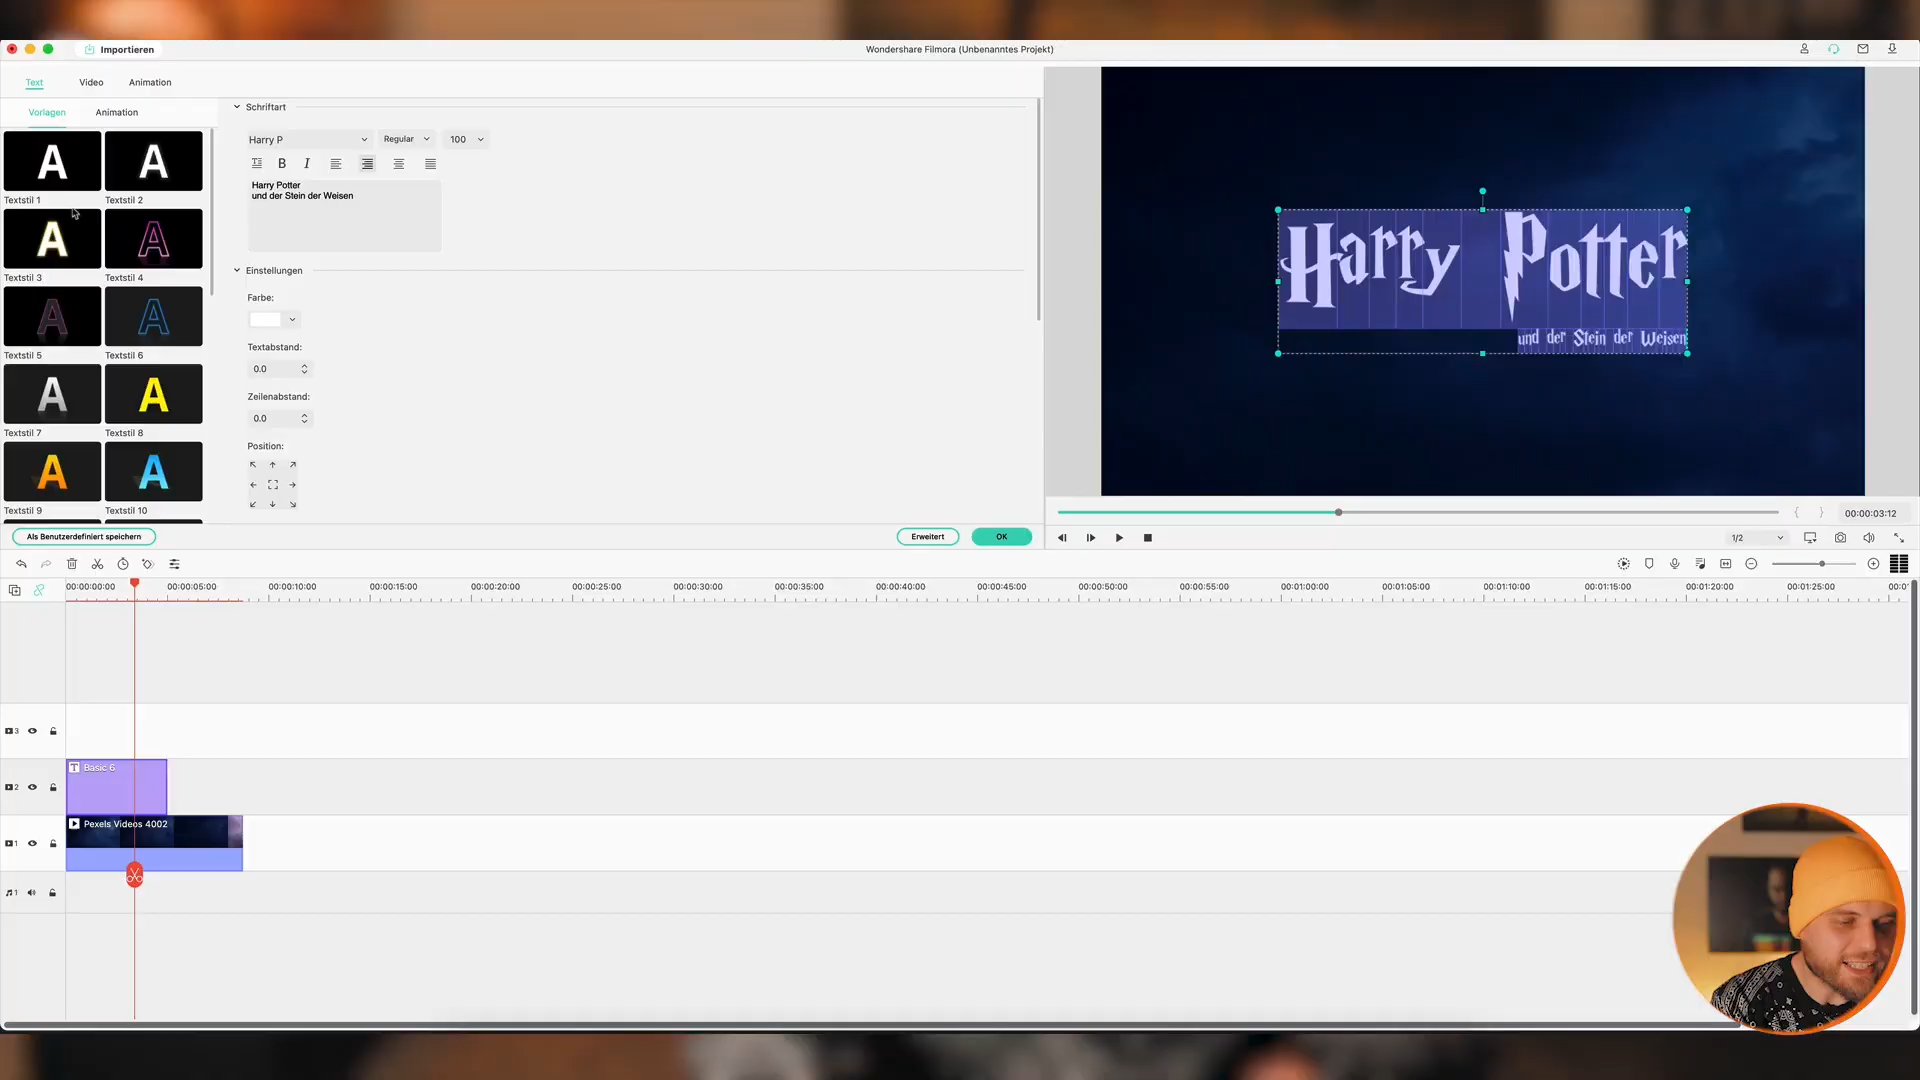 Importieren
Wondershare Filmora (Unbenanntes Projekt)
Text Video Animation
Vorlagen Animation
Schriftart
Harry P Regular 100
B I
Harry Potter
und der Stein der Weisen
A A
Textstil 1 Textstil 2
A A
Textstil 3 Textstil 4
A A
Textstil 5 Textstil 6
A A
Textstil 7 Textstil 8
A A
Textstil 9 Textstil 10
Einstellungen
Farbe:
Textabstand:
0.0
Zeilenabstand:
0.0
Position:
Als Benutzerdefiniert speichern
Erweitert
OK
Harry Potter
und der Stein der Weisen
00:00:03:12
1/2
00:00:00:00 00:00:05:00 00:00:10:00 00:00:15:00 00:00:20:00 00:00:25:00 00:00:30:00 00:00:35:00 00:00:40:00 00:00:45:00 00:00:50:00 00:00:55:00 00:01:00:00 00:01:05:00 00:01:10:00 00:01:15:00 00:01:20:00 00:01:25:00
3
2
T Basic 6
1
Pexels Videos 4002
1